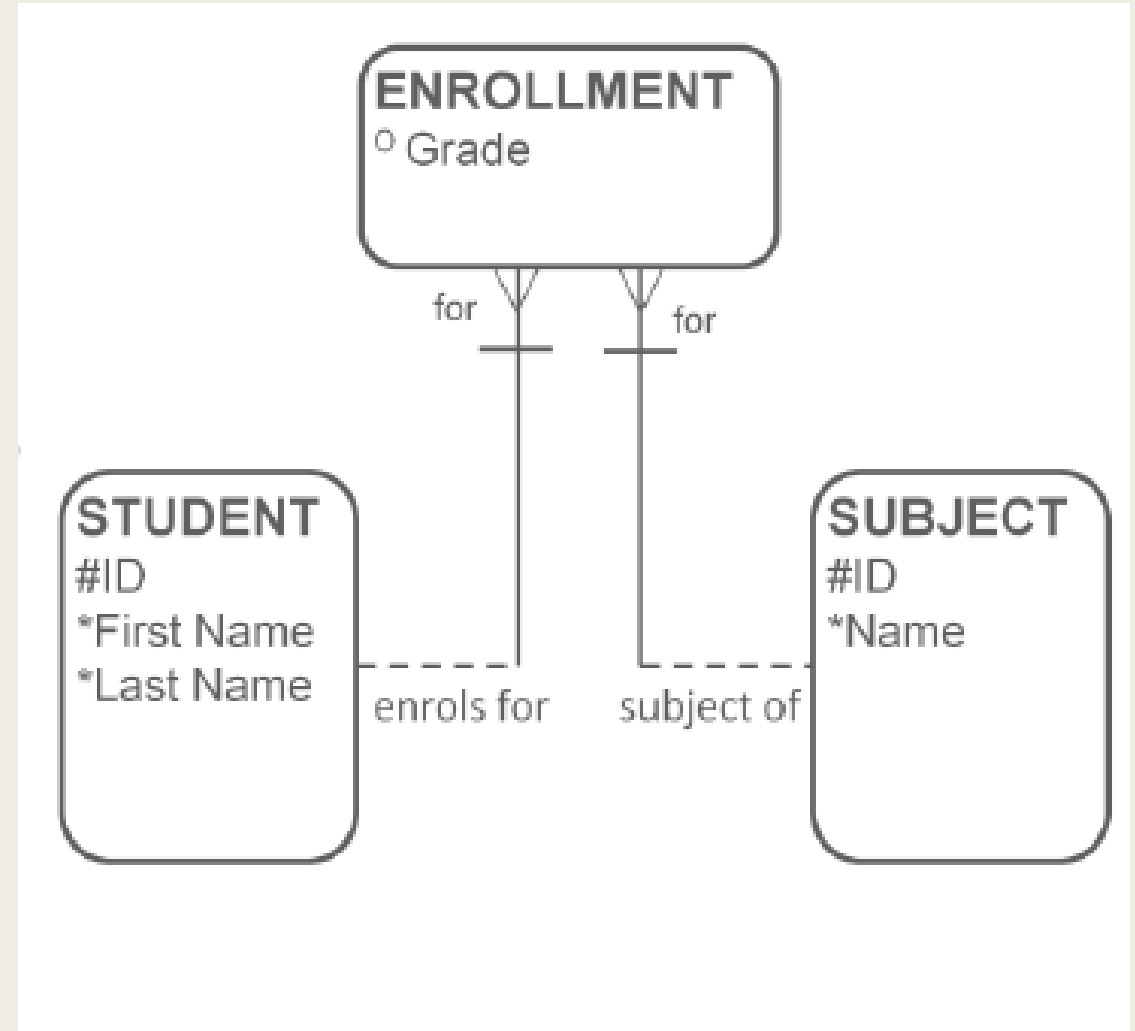 ENROLLMENT
o Grade
for
for
STUDENT
#ID
*First Name
*Last Name
enrols for
subject of
SUBJECT
#ID
*Name